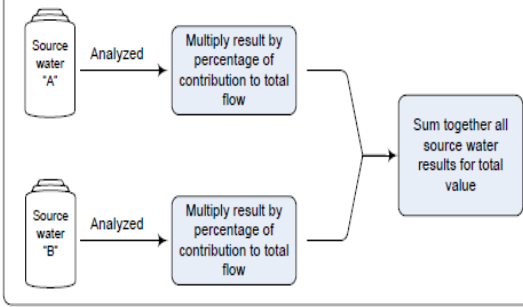 Source
water
"A"
Analyzed
Multiply result by
percentage of
contribution to total
flow
Sum together all
source water
results for total
value
Source
water
"B"
Analyzed
Multiply result by
percentage of
contribution to total
flow